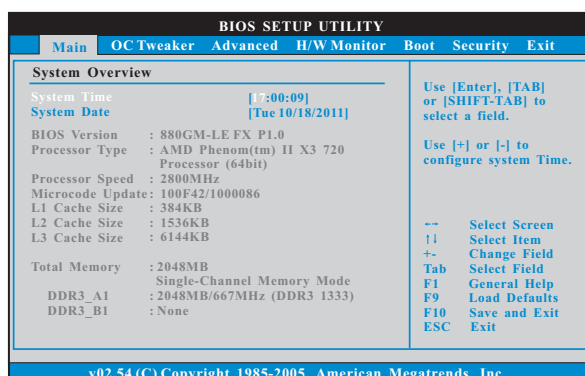 BIOS SETUP UTILITY
Main OC Tweaker Advanced H/W Monitor Boot Security Exit
System Overview
System Time [17:00:09]
System Date [Tue 10/18/2011]
BIOS Version : 880GM-LE FX P1.0
Processor Type : AMD Phenom(tm) II X3 720
Processor (64bit)
Processor Speed : 2800MHz
Microcode Update : 100F42/1000086
L1 Cache Size : 384KB
L2 Cache Size : 1536KB
L3 Cache Size : 6144KB
Total Memory : 2048MB
Single-Channel Memory Mode
DDR3_A1 : 2048MB/667MHz (DDR3 1333)
DDR3_B1 : None
Use [Enter], [TAB]
or [SHIFT-TAB] to
select a field.
Use [+] or [-] to
configure system Time.
←→ Select Screen
↑↓ Select Item
+- Change Field
Tab Select Field
F1 General Help
F9 Load Defaults
F10 Save and Exit
ESC Exit
v02.54 (C) Copyright 1985-2005, American Megatrends, Inc.